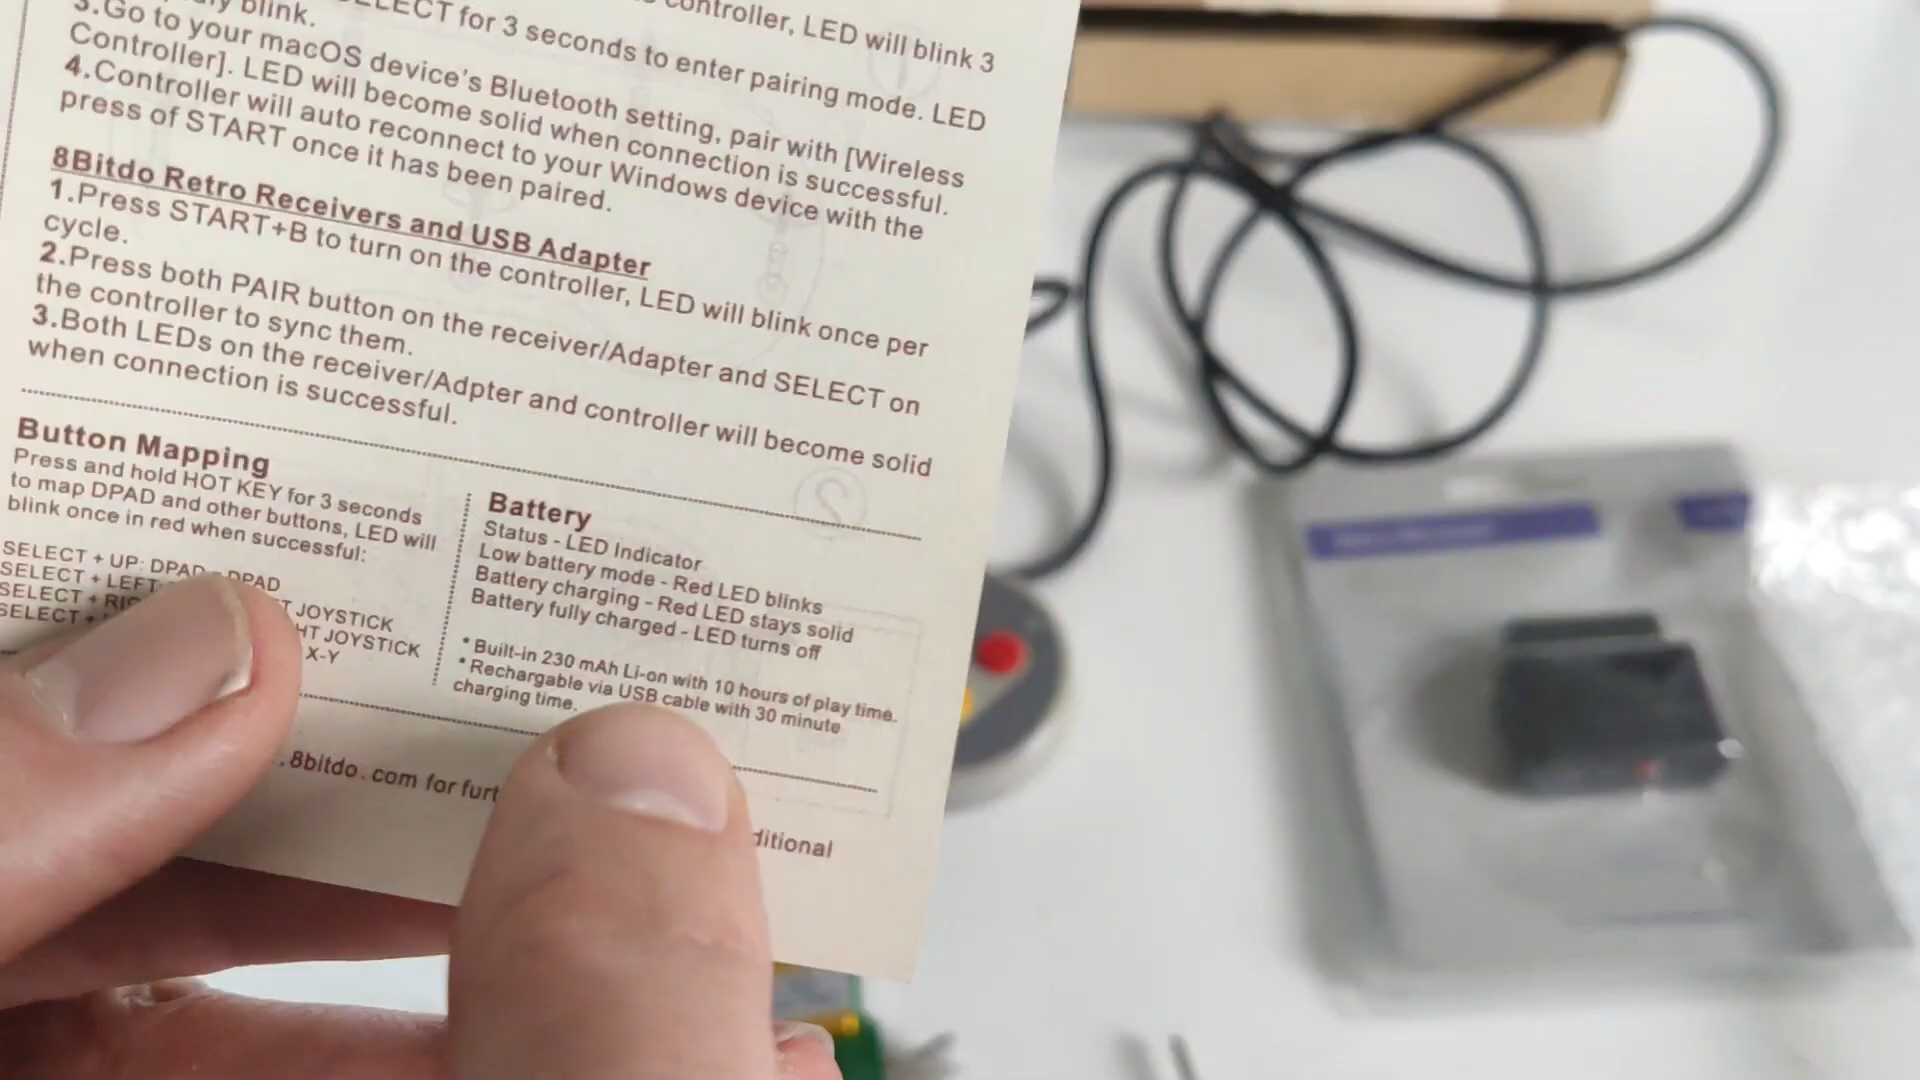 controller, LED will blink 3
SELECT for 3 seconds to enter pairing mode. LED
blink.
3.Go to your macOS device's Bluetooth setting, pair with [Wireless
Controller]. LED will become solid when connection is successful.
4.Controller will auto reconnect to your Windows device with the
press of START once it has been paired.
8Bitdo Retro Receivers and USB Adapter
1.Press START+B to turn on the controller, LED will blink once per
cycle.
2.Press both PAIR button on the receiver/Adapter and SELECT on
the controller to sync them.
3.Both LEDs on the receiver/Adpter and controller will become solid
when connection is successful.
Button Mapping
Press and hold HOT KEY for 3 seconds
to map DPAD and other buttons, LED will
blink once in red when successful:
SELECT + UP: DPAD - DPAD
SELECT + LEFT JOYSTICK
SELECT + JOYSTICK
SELECT + X-Y
Battery
Status - LED Indicator
Low battery mode - Red LED blinks
Battery charging - Red LED stays solid
Battery fully charged - LED turns off
* Built-in 230 mAh Li-on with 10 hours of play time.
* Rechargable via USB cable with 30 minute
charging time.
.8bitdo.com for
ditional